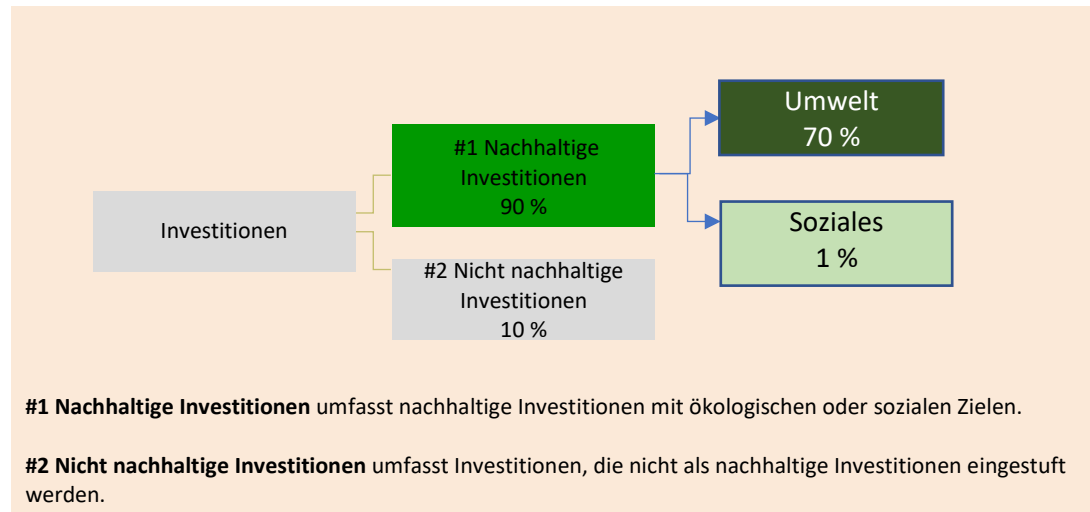 Umwelt
70 %
#1 Nachhaltige
Investitionen
90 %
Investitionen
Soziales
1 %
#2 Nicht nachhaltige
Investitionen
10 %
#1 Nachhaltige Investitionen umfasst nachhaltige Investitionen mit ökologischen oder sozialen Zielen.
#2 Nicht nachhaltige Investitionen umfasst Investitionen, die nicht als nachhaltige Investitionen eingestuft
werden.